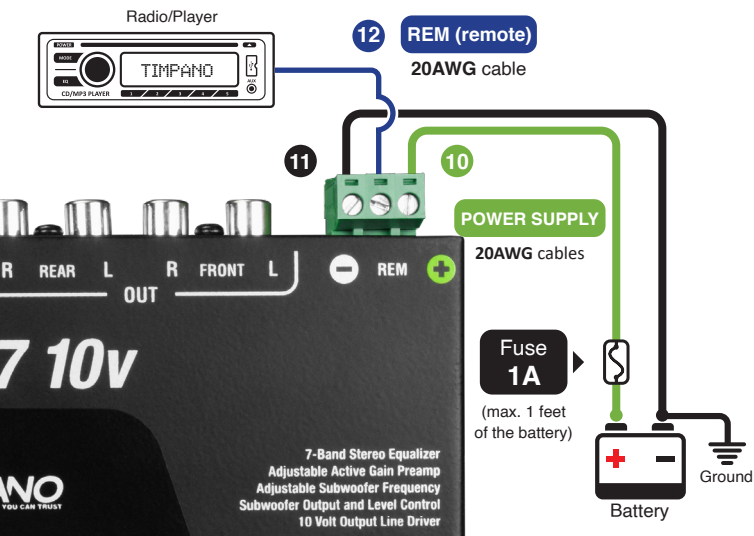 Radio/Player
12 REM (remote)
20AWG cable
POWER
MODE
EQ
TIMPANO
AUX
CD/MP3 PLAYER 1 2 3 4 5
11
10
POWER SUPPLY
20AWG cables
R REAR L R FRONT L
OUT
− REM +
7 10v
Fuse
1A
(max. 1 feet
of the battery)
7-Band Stereo Equalizer
Adjustable Active Gain Preamp
Adjustable Subwoofer Frequency
Subwoofer Output and Level Control
10 Volt Output Line Driver
ANO
YOU CAN TRUST
+ −
Battery
Ground